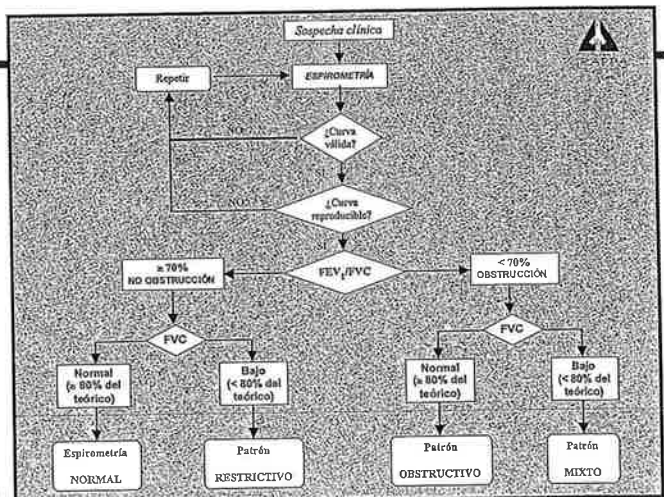 Sospecha clínica
Repetir
ESPIROMETRÍA
NO
¿Curva
válida?
SI
NO
¿Curva
reproducible?
SI
≥ 70%
NO OBSTRUCCIÓN
FEV1/FVC
< 70%
OBSTRUCCIÓN
FVC
FVC
Normal
(≥ 80% del
teórico)
Bajo
(< 80% del
teórico)
Normal
(≥ 80% del
teórico)
Bajo
(< 80% del
teórico)
Espirometría
NORMAL
Patrón
RESTRICTIVO
Patrón
OBSTRUCTIVO
Patrón
MIXTO